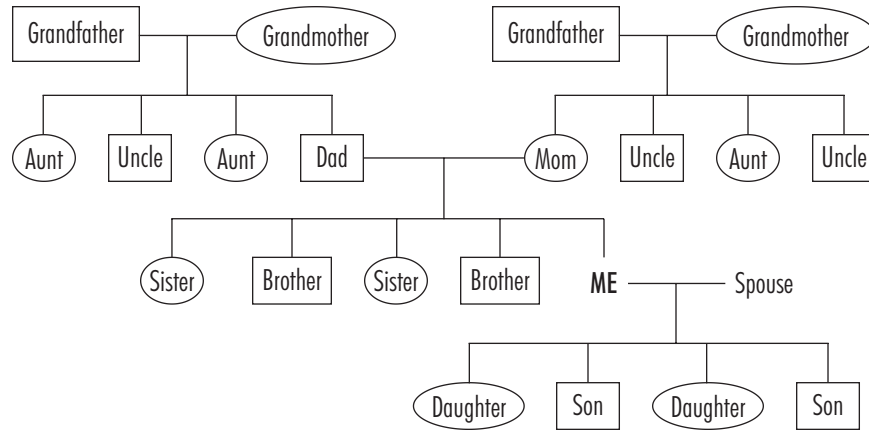 Grandfather Grandmother Grandfather Grandmother
Aunt Uncle Aunt Dad Mom Uncle Aunt Uncle
Sister Brother Sister Brother ME Spouse
Daughter Son Daughter Son